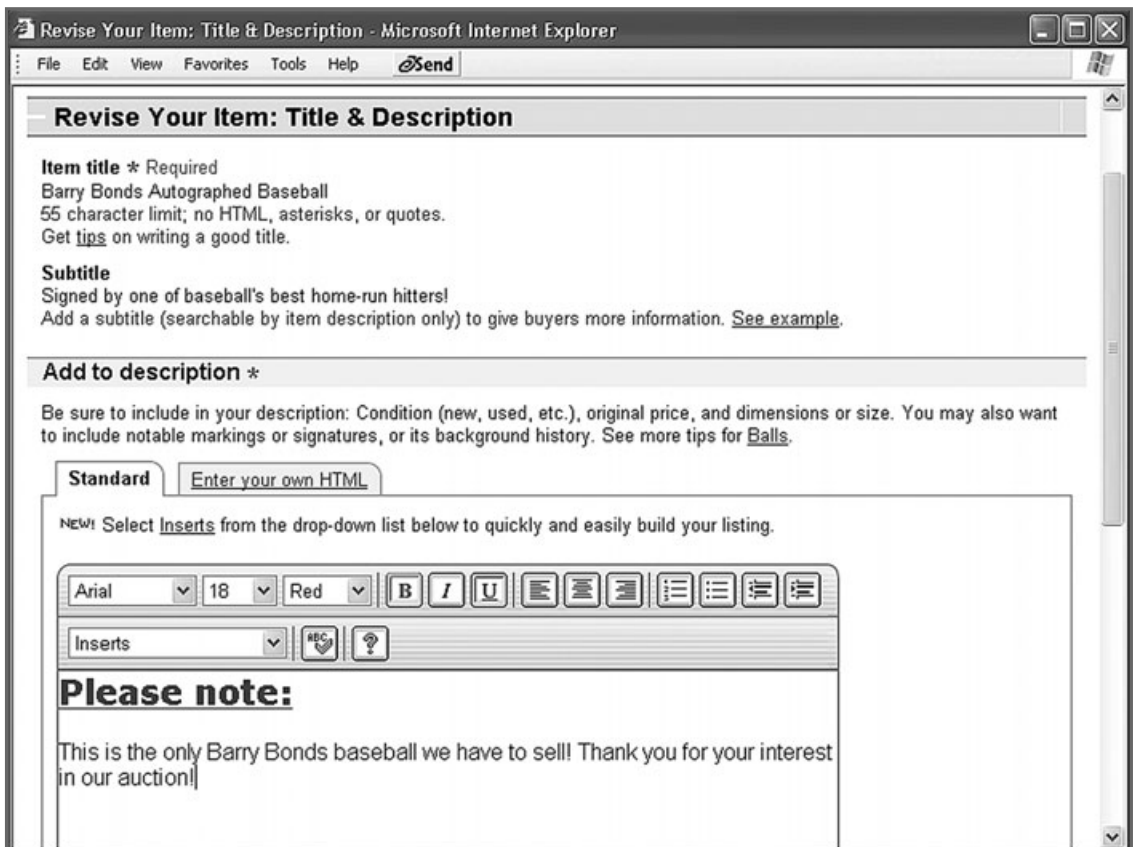 Revise Your Item: Title & Description - Microsoft Internet Explorer
File Edit View Favorites Tools Help Send
Revise Your Item: Title & Description
Item title * Required
Barry Bonds Autographed Baseball
55 character limit; no HTML, asterisks, or quotes.
Get tips on writing a good title.
Subtitle
Signed by one of baseball's best home-run hitters!
Add a subtitle (searchable by item description only) to give buyers more information. See example.
Add to description *
Be sure to include in your description: Condition (new, used, etc.), original price, and dimensions or size. You may also want
to include notable markings or signatures, or its background history. See more tips for Balls.
Standard Enter your own HTML
NEW! Select Inserts from the drop-down list below to quickly and easily build your listing.
Arial 18 Red B I U
Inserts ABC ?
Please note:
This is the only Barry Bonds baseball we have to sell! Thank you for your interest
in our auction!